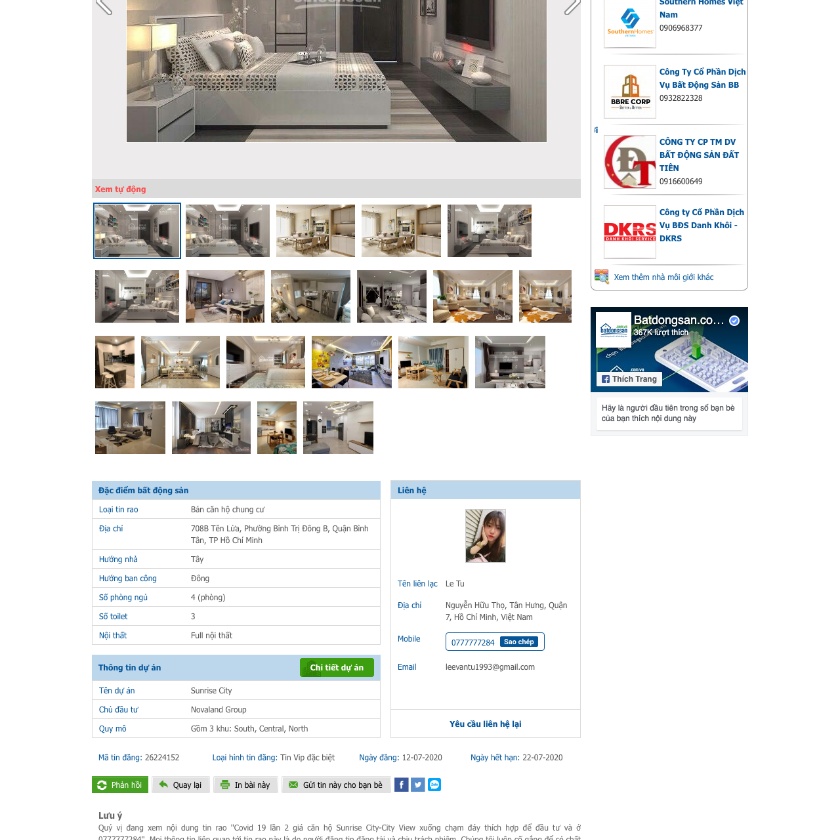 batdongsan
Xem tự động
Southern Homes Việt
Nam
0906968377
SouthernHomes
Công Ty Cổ Phần Dịch
Vụ Bất Động Sản BB
0932822328
BBRE CORP
CÔNG TY CP TM DV
BẤT ĐỘNG SẢN ĐẤT
TIÊN
0916600649
Công ty Cổ Phần Dịch
Vụ BĐS Danh Khôi -
DKRS
DKRS
Xem thêm nhà môi giới khác
Batdongsan.co...
367K lượt thích
Thích Trang
Hãy là người đầu tiên trong số bạn bè
của bạn thích nội dung này
Đặc điểm bất động sản
Loại tin rao Bán căn hộ chung cư
Địa chỉ 708B Tên Lửa, Phường Bình Trị Đông B, Quận Bình
Tân, TP Hồ Chí Minh
Hướng nhà Tây
Hướng ban công Đông
Số phòng ngủ 4 (phòng)
Số toilet 3
Nội thất Full nội thất
Thông tin dự án Chi tiết dự án
Tên dự án Sunrise City
Chủ đầu tư Novaland Group
Quy mô Gồm 3 khu: South, Central, North
Liên hệ
Tên liên lạc Le Tu
Địa chỉ Nguyễn Hữu Thọ, Tân Hưng, Quận
7, Hồ Chí Minh, Việt Nam
Mobile 0777777284 Sao chép
Email leevantu1993@gmail.com
Yêu cầu liên hệ lại
Mã tin đăng: 26224152 Loại hình tin đăng: Tin Vip đặc biệt Ngày đăng: 12-07-2020 Ngày hết hạn: 22-07-2020
Phản hồi Quay lại In bài này Gửi tin này cho bạn bè
Lưu ý
Quý vị đang xem nội dung tin rao "Covid 19 lần 2 giá căn hộ Sunrise City-City View xuống chạm đáy thích hợp để đầu tư và ở
0777777284". Mọi thông tin liên quan tới tin rao này là do người đăng tin đăng tải và chịu trách nhiệm. Chúng tôi luôn cố gắng để có chất